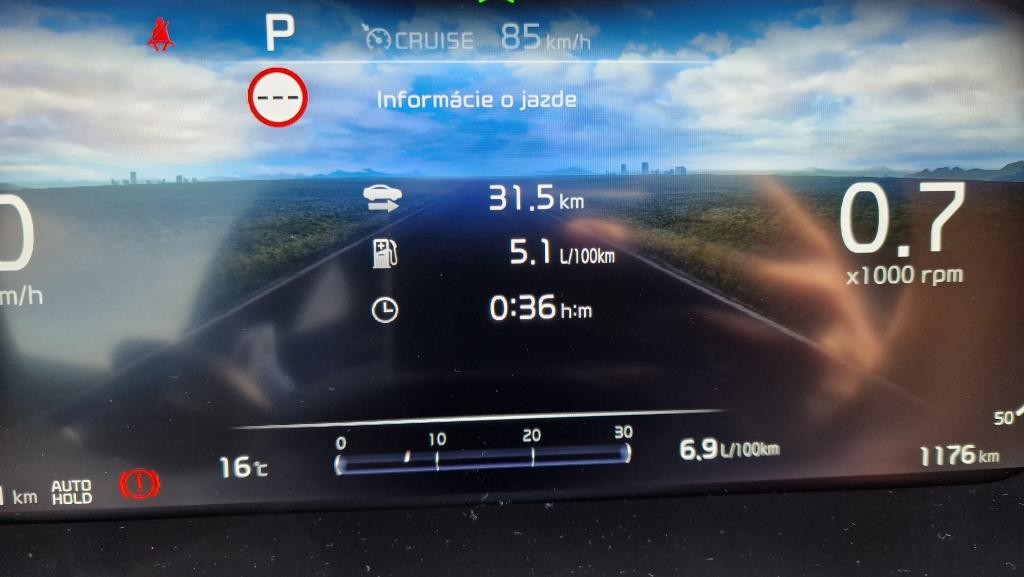 P CRUISE 85 km/h
---
Informácie o jazde
31.5 km
5.1 L/100km
0:36 h:m
0
m/h
0.7
x1000 rpm
50
0 10 20 30
16℃
6.9 L/100km
1176 km
km
AUTO
HOLD